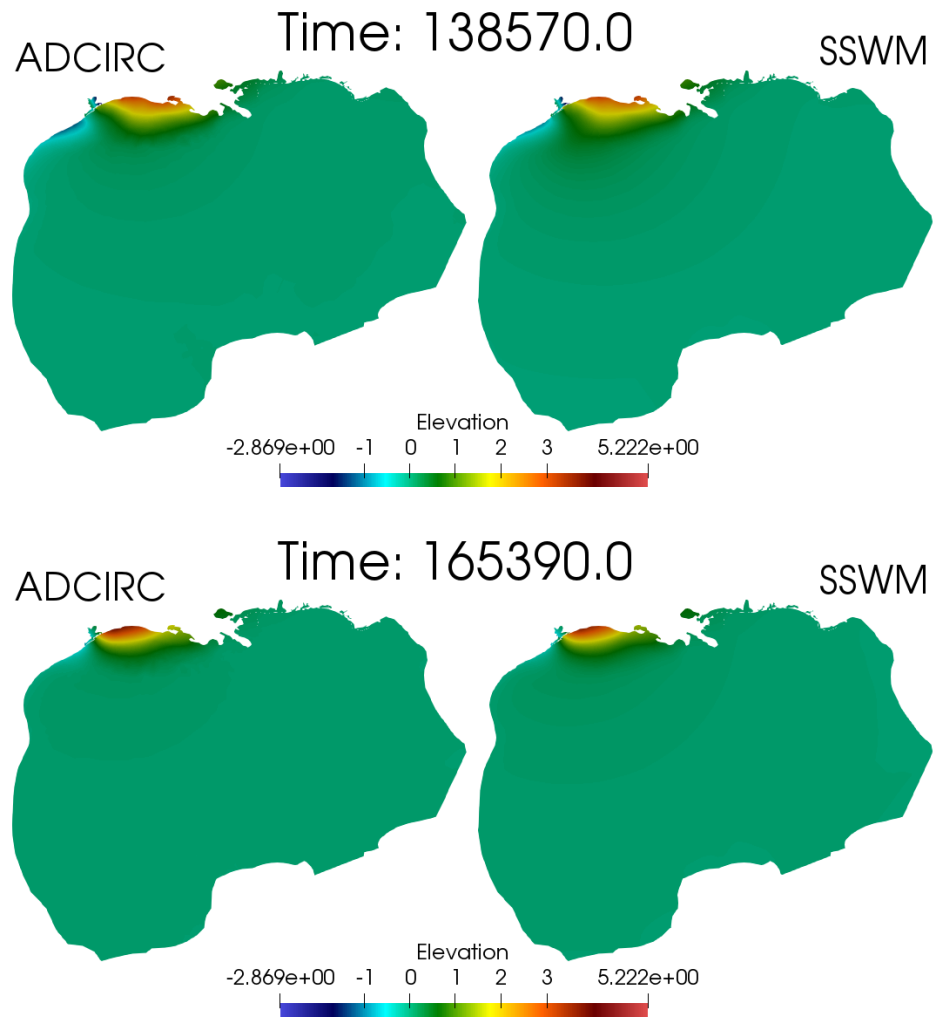 Time: 138570.0
ADCIRC
SSWM
Elevation
-2.869e+00 -1 0 1 2 3 5.222e+00
Time: 165390.0
ADCIRC
SSWM
Elevation
-2.869e+00 -1 0 1 2 3 5.222e+00